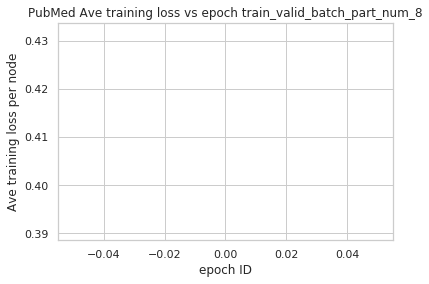 PubMed Ave training loss vs epoch train_valid_batch_part_num_8
Ave training loss per node
0.43
0.42
0.41
0.40
0.39
−0.04 −0.02 0.00 0.02 0.04
epoch ID